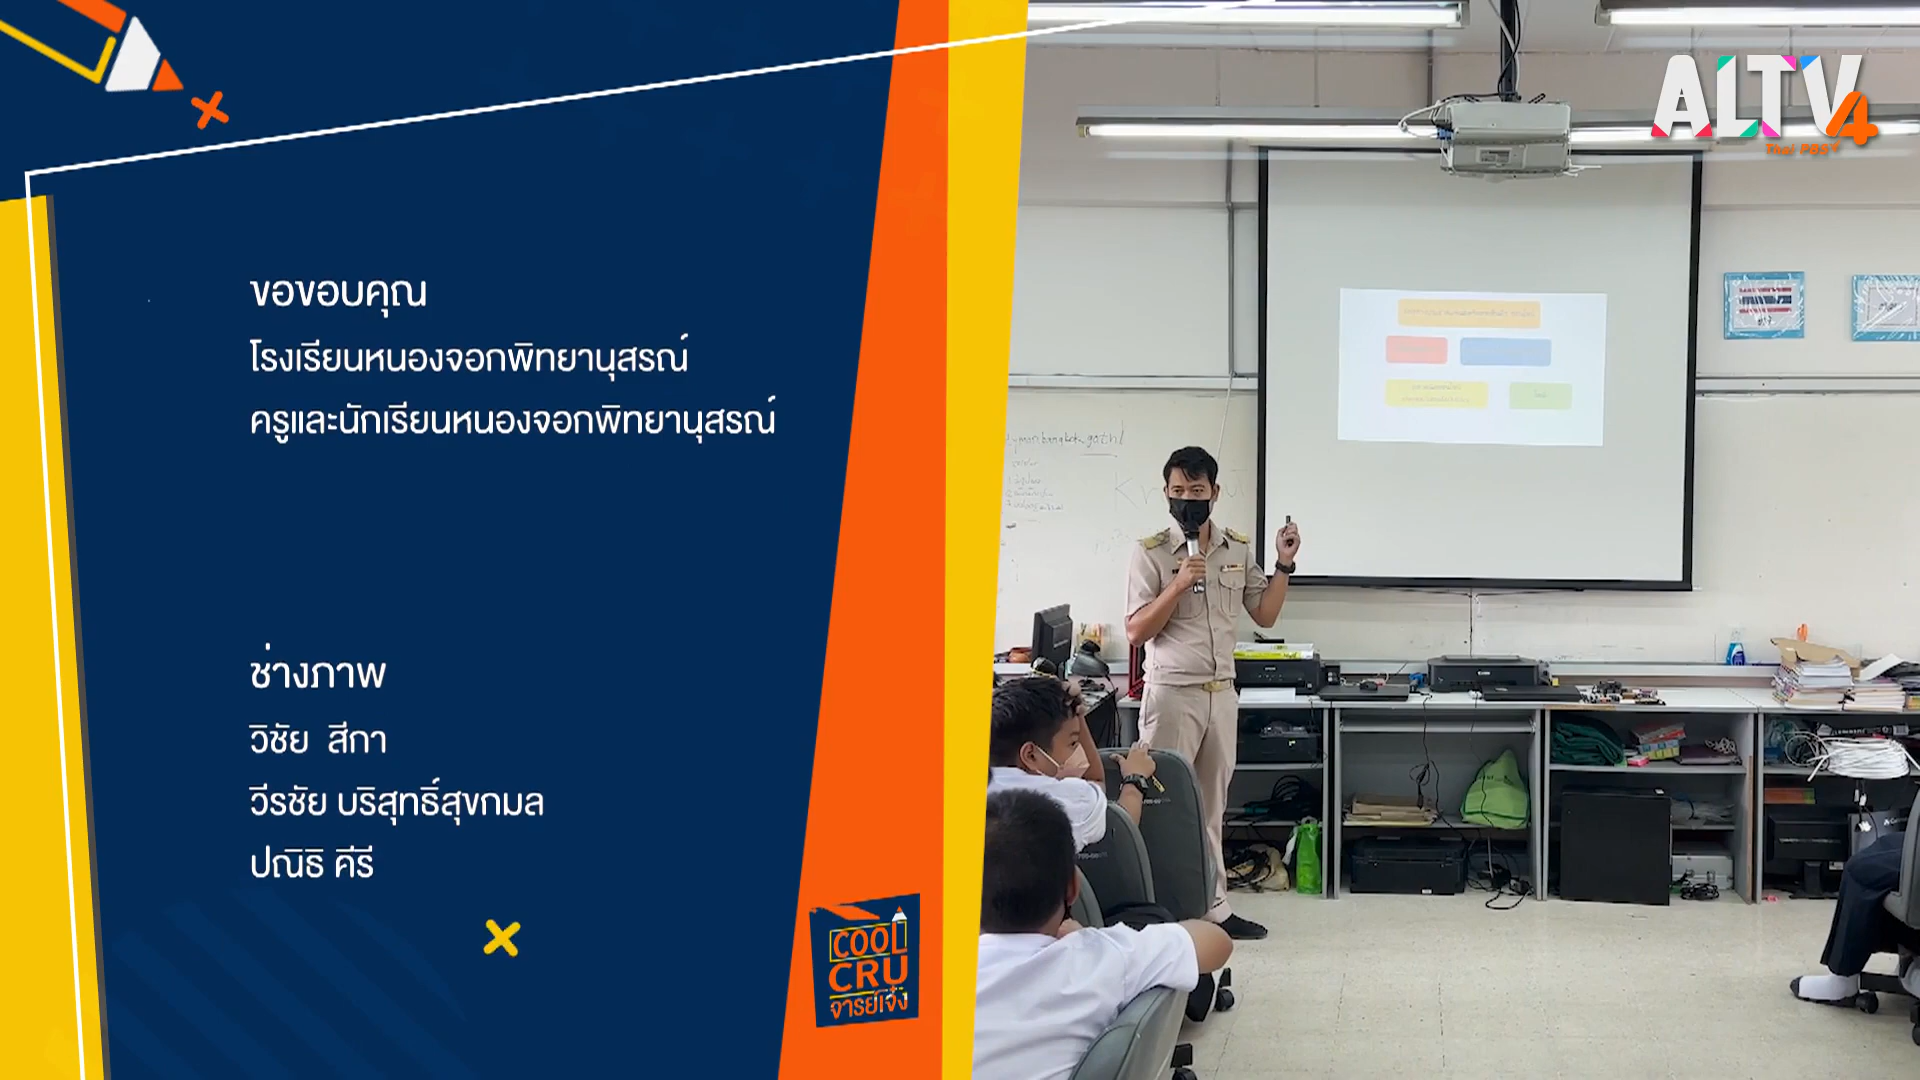 ขอขอบคุณ
โรงเรียนหนองจอกพิทยานุสรณ์
ครูและนักเรียนหนองจอกพิทยานุสรณ์
ช่างภาพ
วิชัย สีกา
วีรชัย บริสุทธิ์สุขกมล
ปณิธิ คีรี
COOL
CRU
จารย์เจ๋ง
ALTV4
Thai PBS